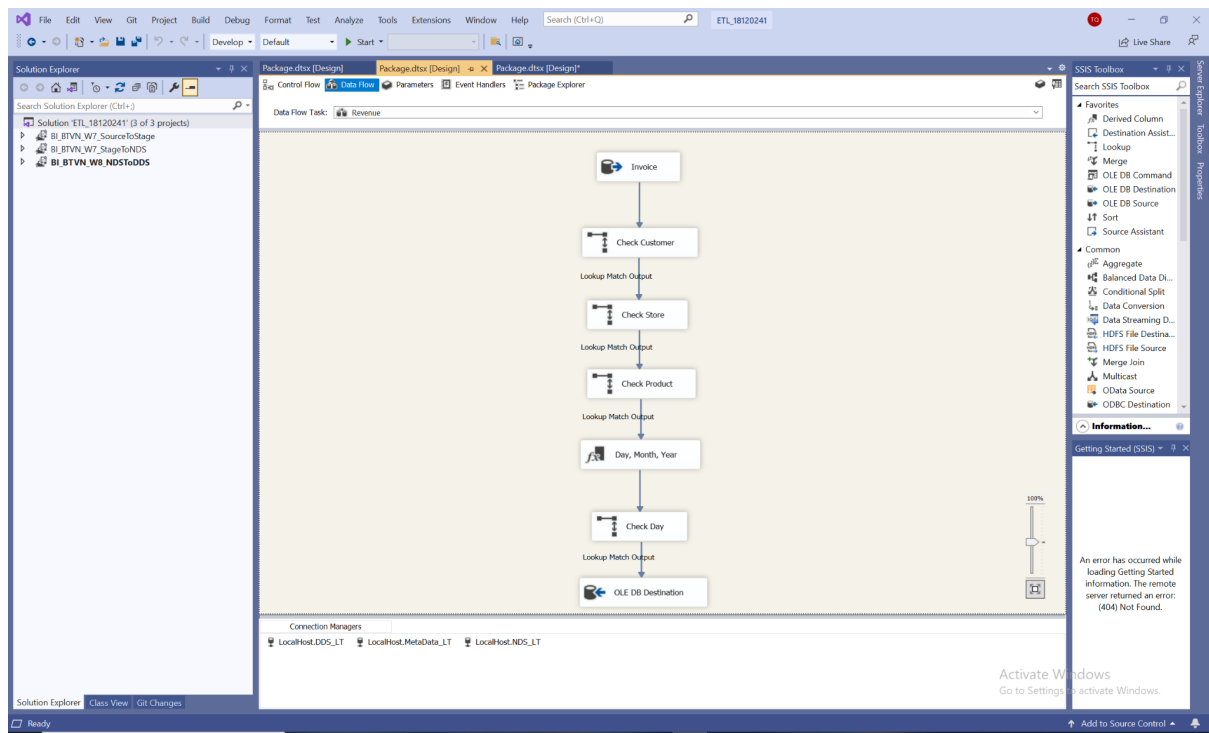 File Edit View Git Project Build Debug Format Test Analyze Tools Extensions Window Help Search (Ctrl+Q) ETL_18120241 TQ
Develop Default Start Live Share
Solution Explorer
Search Solution Explorer (Ctrl+;)
Solution 'ETL_18120241' (3 of 3 projects)
BI_BTVN_W7_SourceToStage
BI_BTVN_W7_StageToNDS
BI_BTVN_W8_NDSToDDS
Solution Explorer Class View Git Changes
Package.dtsx [Design] Package.dtsx [Design] Package.dtsx [Design]*
Control Flow Data Flow Parameters Event Handlers Package Explorer
Data Flow Task: Revenue
Invoice
Check Customer
Lookup Match Output
Check Store
Lookup Match Output
Check Product
Lookup Match Output
Day, Month, Year
Check Day
Lookup Match Output
OLE DB Destination
100%
Connection Managers
LocalHost.DDS_LT LocalHost.MetaData_LT LocalHost.NDS_LT
SSIS Toolbox
Search SSIS Toolbox
Favorites
Derived Column
Destination Assist...
Lookup
Merge
OLE DB Command
OLE DB Destination
OLE DB Source
Sort
Source Assistant
Common
Aggregate
Balanced Data Di...
Conditional Split
Data Conversion
Data Streaming D...
HDFS File Destina...
HDFS File Source
Merge Join
Multicast
OData Source
ODBC Destination
Information...
Getting Started (SSIS)
An error has occurred while
loading Getting Started
information. The remote
server returned an error:
(404) Not Found.
Server Explorer
Toolbox
Properties
Activate Windows
Go to Settings to activate Windows.
Ready Add to Source Control